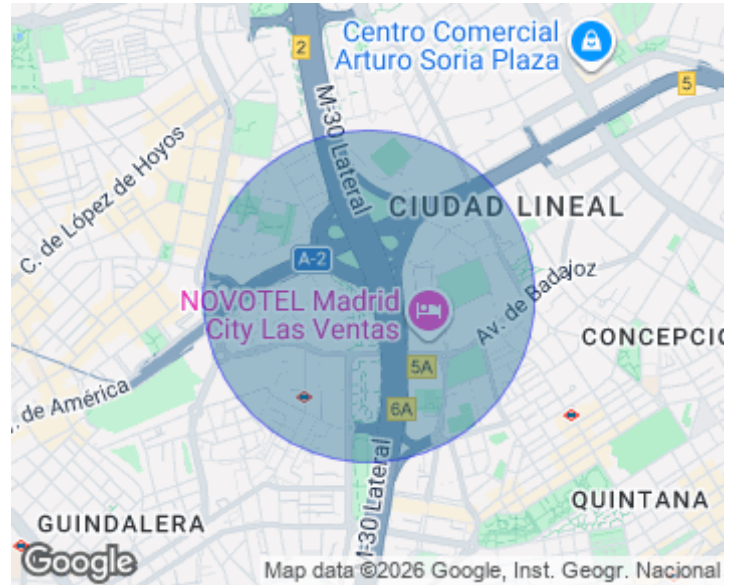 Centro Comercial
Arturo Soria Plaza
2
5
M-30 Lateral
C. de López de Hoyos
CIUDAD LINEAL
A-2
NOVOTEL Madrid
City Las Ventas
Av. de Badajoz
CONCEPCIÓ
5A
. de América
6A
M-30 Lateral
QUINTANA
GUINDALERA
Google
Map data ©2026 Google, Inst. Geogr. Nacional